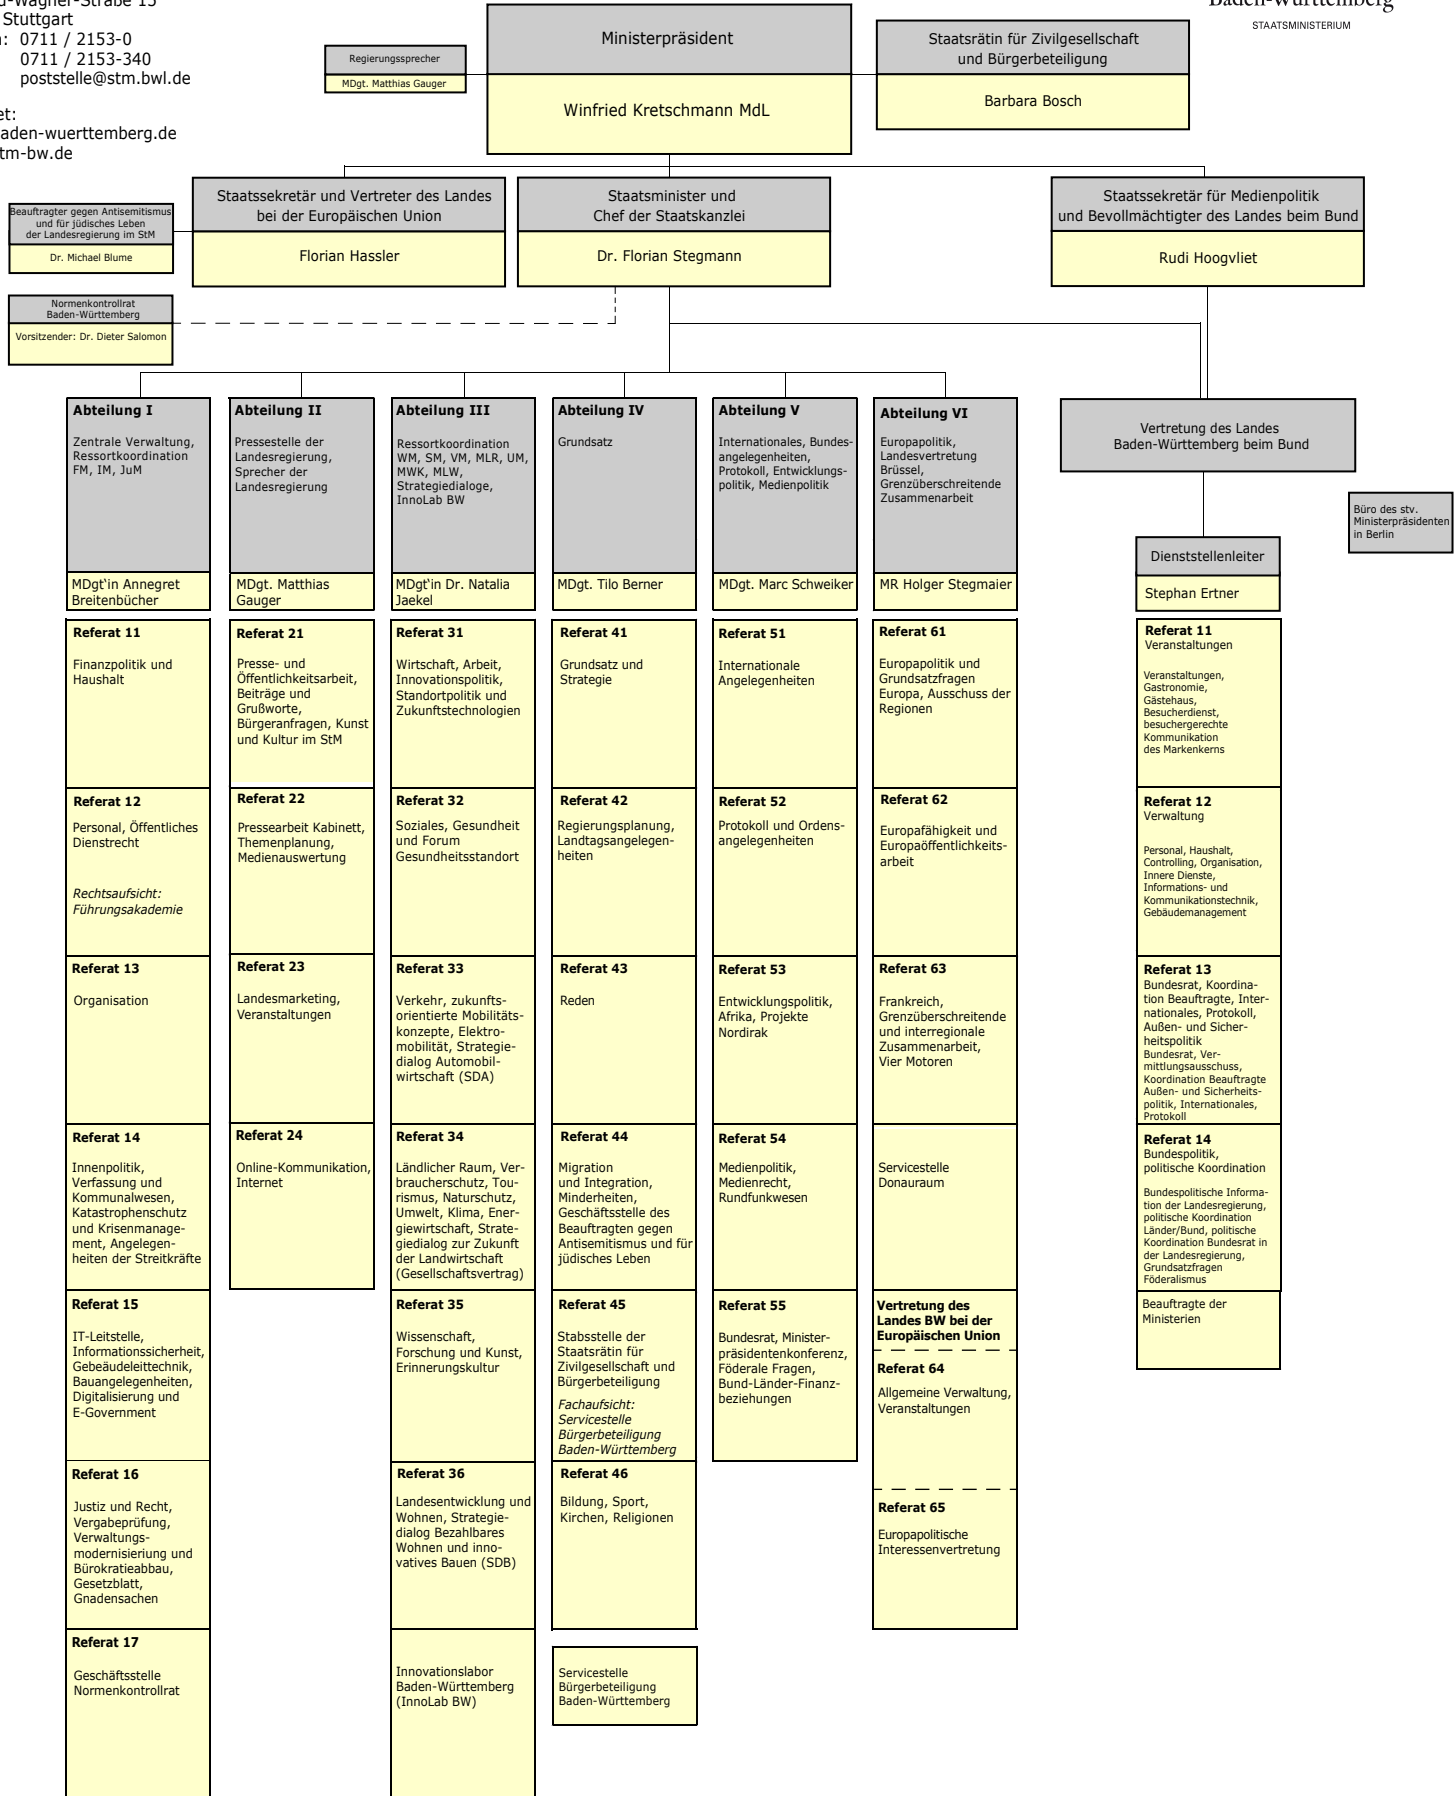 Stuttgart
0711 / 2153-0
0711 / 2153-340
poststelle@stm.bwl.de
Baden-Württemberg
STAATSMINISTERIUM
Regierungssprecher
MDgt. Matthias Gauger
Ministerpräsident
Winfried Kretschmann MdL
Staatsrätin für Zivilgesellschaft
und Bürgerbeteiligung
Barbara Bosch
Beauftragter gegen Antisemitismus
und für jüdisches Leben
der Landesregierung im StM
Dr. Michael Blume
Staatssekretär und Vertreter des Landes
bei der Europäischen Union
Florian Hassler
Staatsminister und
Chef der Staatskanzlei
Dr. Florian Stegmann
Staatssekretär für Medienpolitik
und Bevollmächtigter des Landes beim Bund
Rudi Hoogvliet
Normenkontrollrat
Baden-Württemberg
Vorsitzender: Dr. Dieter Salomon
Abteilung I
Zentrale Verwaltung,
Ressortkoordination
FM, IM, JuM
MDgt‘in Annegret
Breitenbücher
Referat 11
Finanzpolitik und
Haushalt
Referat 12
Personal, Öffentliches
Dienstrecht
Rechtsaufsicht:
Führungsakademie
Referat 13
Organisation
Referat 14
Innenpolitik,
Verfassung und
Kommunalwesen,
Katastrophenschutz
und Krisenmanage-
ment, Angelegen-
heiten der Streitkräfte
Referat 15
IT-Leitstelle,
Informationssicherheit,
Gebeäudeleittechnik,
Bauangelegenheiten,
Digitalisierung und
E-Government
Referat 16
Justiz und Recht,
Vergabeprüfung,
Verwaltungs-
modernisieriung und
Bürokratieabbau,
Gesetzblatt,
Gnadensachen
Referat 17
Geschäftsstelle
Normenkontrollrat
Abteilung II
Pressestelle der
Landesregierung,
Sprecher der
Landesregierung
MDgt. Matthias
Gauger
Referat 21
Presse- und
Öffentlichkeitsarbeit,
Beiträge und
Grußworte,
Bürgeranfragen, Kunst
und Kultur im StM
Referat 22
Pressearbeit Kabinett,
Themenplanung,
Medienauswertung
Referat 23
Landesmarketing,
Veranstaltungen
Referat 24
Online-Kommunikation,
Internet
Abteilung III
Ressortkoordination
WM, SM, VM, MLR, UM,
MWK, MLW,
Strategiedialoge,
InnoLab BW
MDgt‘in Dr. Natalia
Jaekel
Referat 31
Wirtschaft, Arbeit,
Innovationspolitik,
Standortpolitik und
Zukunftstechnologien
Referat 32
Soziales, Gesundheit
und Forum
Gesundheitsstandort
Referat 33
Verkehr, zukunfts-
orientierte Mobilitäts-
konzepte, Elektro-
mobilität, Strategie-
dialog Automobil-
wirtschaft (SDA)
Referat 34
Ländlicher Raum, Ver-
braucherschutz, Tou-
rismus, Naturschutz,
Umwelt, Klima, Ener-
giewirtschaft, Strate-
giedialog zur Zukunft
der Landwirtschaft
(Gesellschaftsvertrag)
Referat 35
Wissenschaft,
Forschung und Kunst,
Erinnerungskultur
Referat 36
Landesentwicklung und
Wohnen, Strategie-
dialog Bezahlbares
Wohnen und inno-
vatives Bauen (SDB)
Innovationslabor
Baden-Württemberg
(InnoLab BW)
Abteilung IV
Grundsatz
MDgt. Tilo Berner
Referat 41
Grundsatz und
Strategie
Referat 42
Regierungsplanung,
Landtagsangelegen-
heiten
Referat 43
Reden
Referat 44
Migration
und Integration,
Minderheiten,
Geschäftsstelle des
Beauftragten gegen
Antisemitismus und für
jüdisches Leben
Referat 45
Stabsstelle der
Staatsrätin für
Zivilgesellschaft und
Bürgerbeteiligung
Fachaufsicht:
Servicestelle
Bürgerbeteiligung
Baden-Württemberg
Referat 46
Bildung, Sport,
Kirchen, Religionen
Servicestelle
Bürgerbeteiligung
Baden-Württemberg
Abteilung V
Internationales, Bundes-
angelegenheiten,
Protokoll, Entwicklungs-
politik, Medienpolitik
MDgt. Marc Schweiker
Referat 51
Internationale
Angelegenheiten
Referat 52
Protokoll und Ordens-
angelegenheiten
Referat 53
Entwicklungspolitik,
Afrika, Projekte
Nordirak
Referat 54
Medienpolitik,
Medienrecht,
Rundfunkwesen
Referat 55
Bundesrat, Minister-
präsidentenkonferenz,
Föderale Fragen,
Bund-Länder-Finanz-
beziehungen
Abteilung VI
Europapolitik,
Landesvertretung
Brüssel,
Grenzüberschreitende
Zusammenarbeit
MR Holger Stegmaier
Referat 61
Europapolitik und
Grundsatzfragen
Europa, Ausschuss der
Regionen
Referat 62
Europafähigkeit und
Europaöffentlichkeits-
arbeit
Referat 63
Frankreich,
Grenzüberschreitende
und interregionale
Zusammenarbeit,
Vier Motoren
Servicestelle
Donauraum
Vertretung des
Landes BW bei der
Europäischen Union
Referat 64
Allgemeine Verwaltung,
Veranstaltungen
Referat 65
Europapolitische
Interessenvertretung
Vertretung des Landes
Baden-Württemberg beim Bund
Büro des stv.
Ministerpräsidenten
in Berlin
Dienststellenleiter
Stephan Ertner
Referat 11
Veranstaltungen
Veranstaltungen,
Gastronomie,
Gästehaus,
Besucherdienst,
besuchergerechte
Kommunikation
des Markenkerns
Referat 12
Verwaltung
Personal, Haushalt,
Controlling, Organisation,
Innere Dienste,
Informations- und
Kommunikationstechnik,
Gebäudemanagement
Referat 13
Bundesrat, Koordina-
tion Beauftragte, Inter-
nationales, Protokoll,
Außen- und Sicher-
heitspolitik
Bundesrat, Ver-
mittlungsausschuss,
Koordination Beauftragte
Außen- und Sicherheits-
politik, Internationales,
Protokoll
Referat 14
Bundespolitik,
politische Koordination
Bundespolitische Informa-
tion der Landesregierung,
politische Koordination
Länder/Bund, politische
Koordination Bundesrat in
der Landesregierung,
Grundsatzfragen
Föderalismus
Beauftragte der
Ministerien